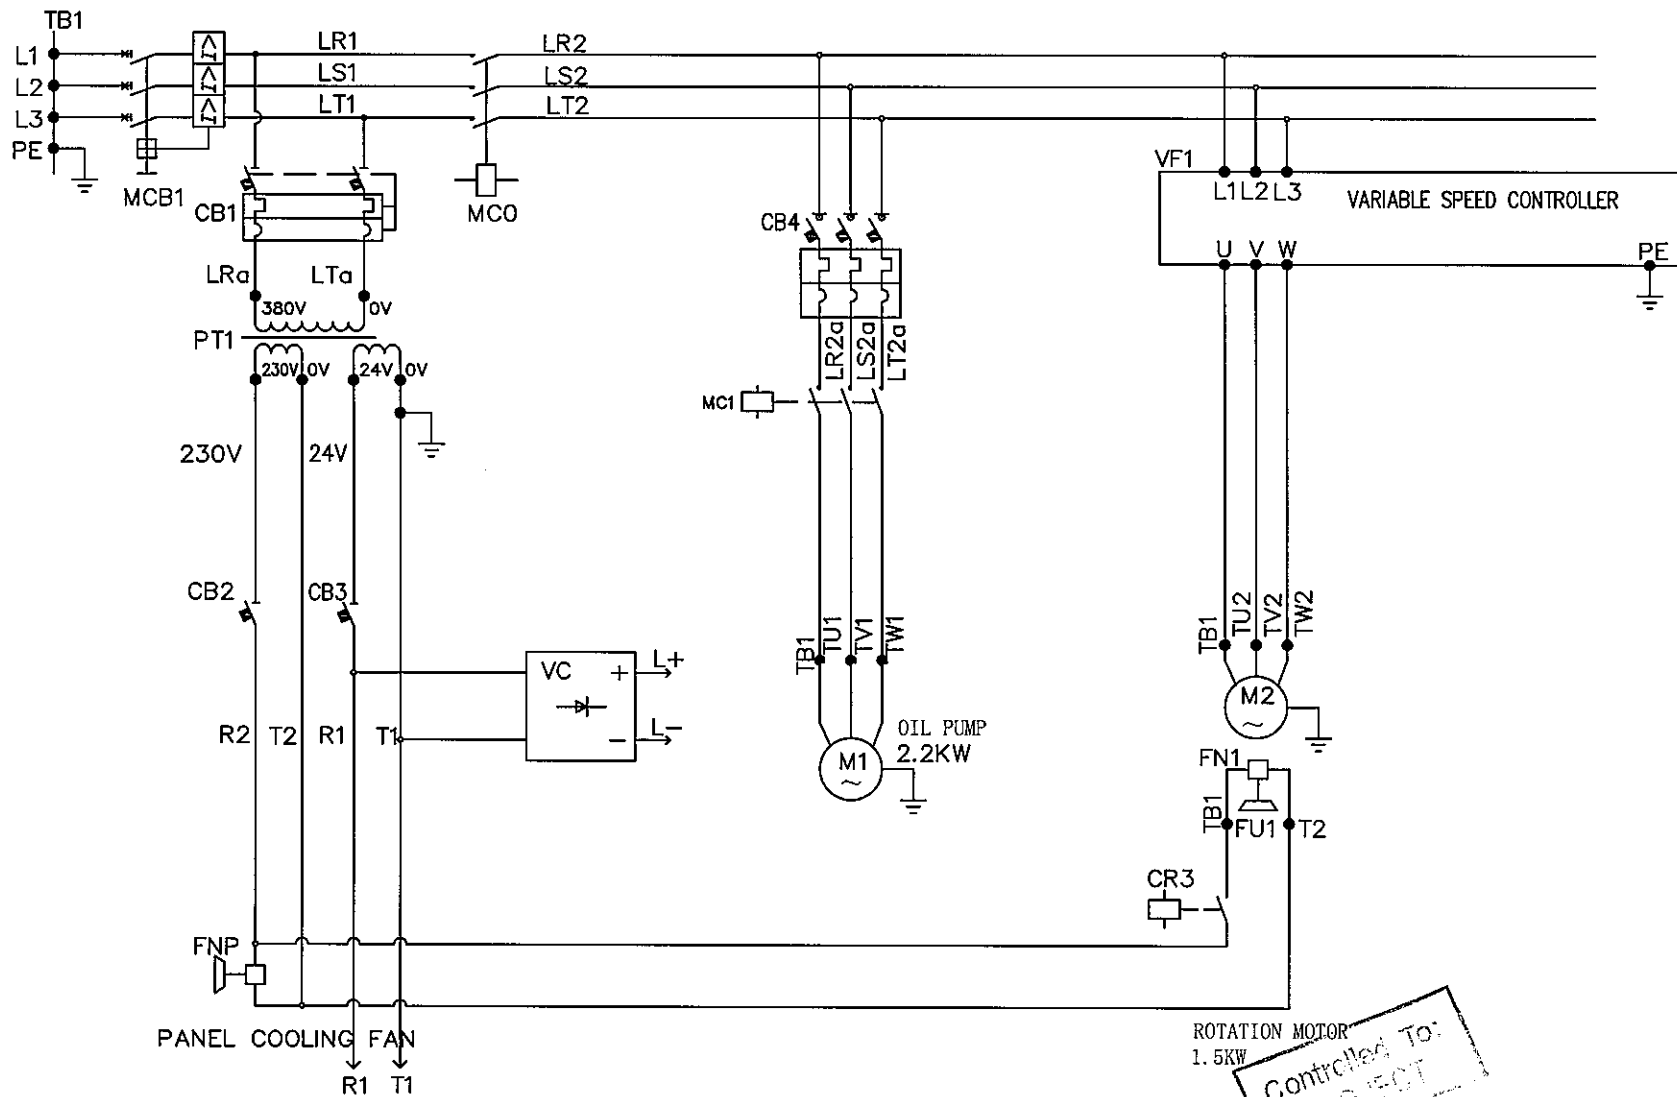 TB1
L1
L2
L3
PE
MCB1
I>
I>
I>
LR1
LS1
LT1
MC0
LR2
LS2
LT2
CB1
LRa
LTa
380V
0V
PT1
230V
0V
24V
0V
230V
24V
CB2
CB3
R2
T2
R1
T1
VC
+
−
L+
L−
FNP
PANEL COOLING FAN
R1
T1
CB4
LR2a
LS2a
LT2a
MC1
TB1
TU1
TV1
TW1
M1
~
OIL PUMP
2.2KW
VF1
L1
L2
L3
VARIABLE SPEED CONTROLLER
U
V
W
PE
TB1
TU2
TV2
TW2
M2
~
FN1
TB1
FU1
T2
CR3
ROTATION MOTOR
1.5KW
Controlled To: